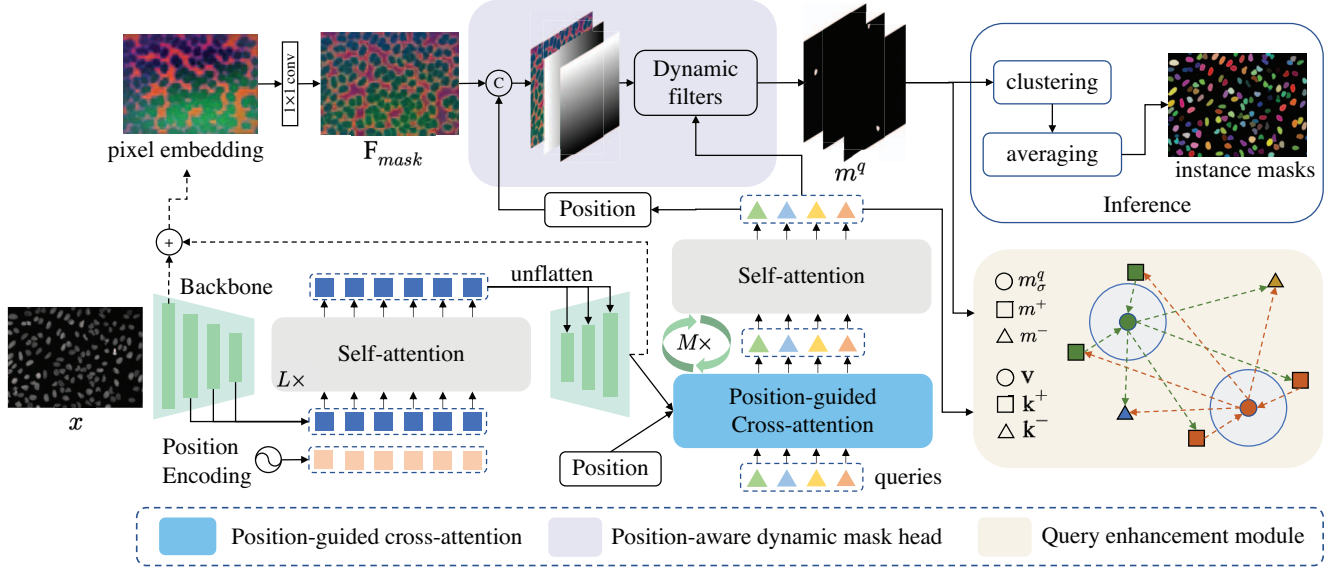 1×1 conv
C
Dynamic
filters
clustering
averaging
instance masks
Inference
pixel embedding
F_{mask}
m^q
Position
+
Backbone
unflatten
Self-attention
L×
Self-attention
M×
Position-guided
Cross-attention
x
Position
Encoding
Position
queries
m^q_σ
m^+
m^-
v
k^+
k^-
Position-guided cross-attention
Position-aware dynamic mask head
Query enhancement module